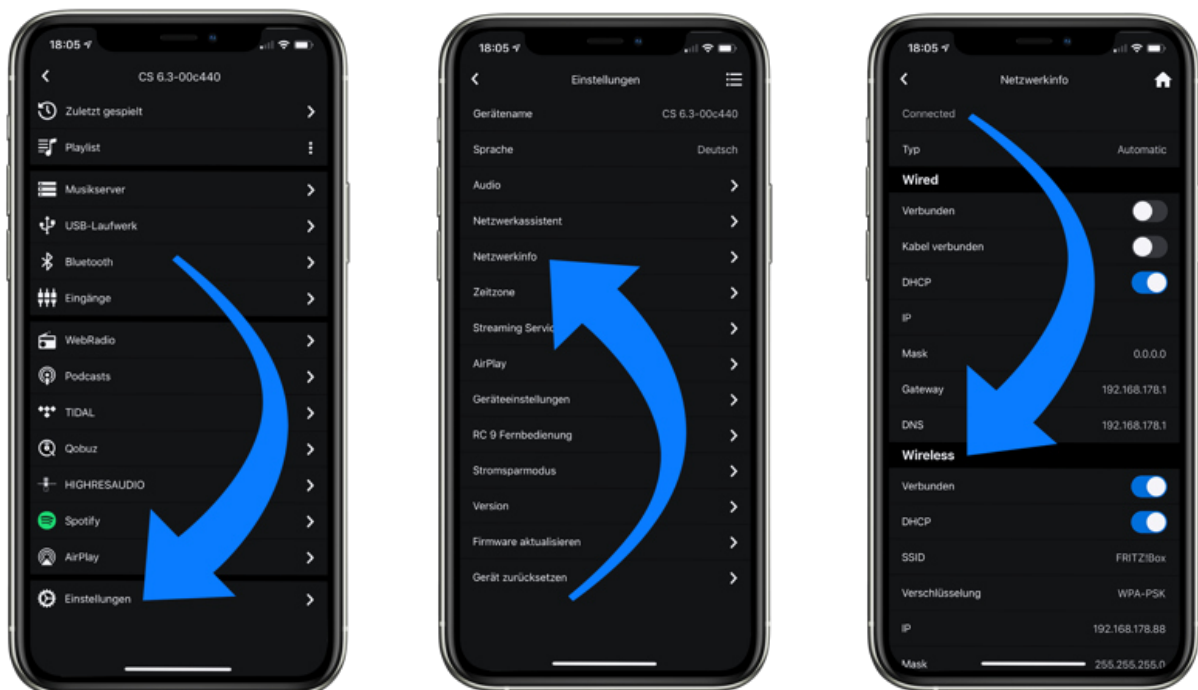 18:05
CS 6.3-00c440
Zuletzt gespielt
Playlist
Musikserver
USB-Laufwerk
Bluetooth
Eingänge
WebRadio
Podcasts
TIDAL
Qobuz
HIGHRESAUDIO
Spotify
AirPlay
Einstellungen
18:05
Einstellungen
Gerätename CS 6.3-00c440
Sprache Deutsch
Audio
Netzwerkassistent
Netzwerkinfo
Zeitzone
Streaming
AirPlay
Geräteeinstellungen
RC 9 Fernbedienung
Stromsparmodus
Version
Firmware aktualisieren
Gerät zurücksetzen
18:05
Netzwerkinfo
Connected
Typ Automatic
Wired
Verbunden
Kabel verbunden
DHCP
IP
Mask 0.0.0.0
Gateway 192.168.178.1
DNS 192.168.178.1
Wireless
Verbunden
DHCP
SSID FRITZ!Box
Verschlüsselung WPA-PSK
IP 192.168.178.88
Mask 255.255.255.0